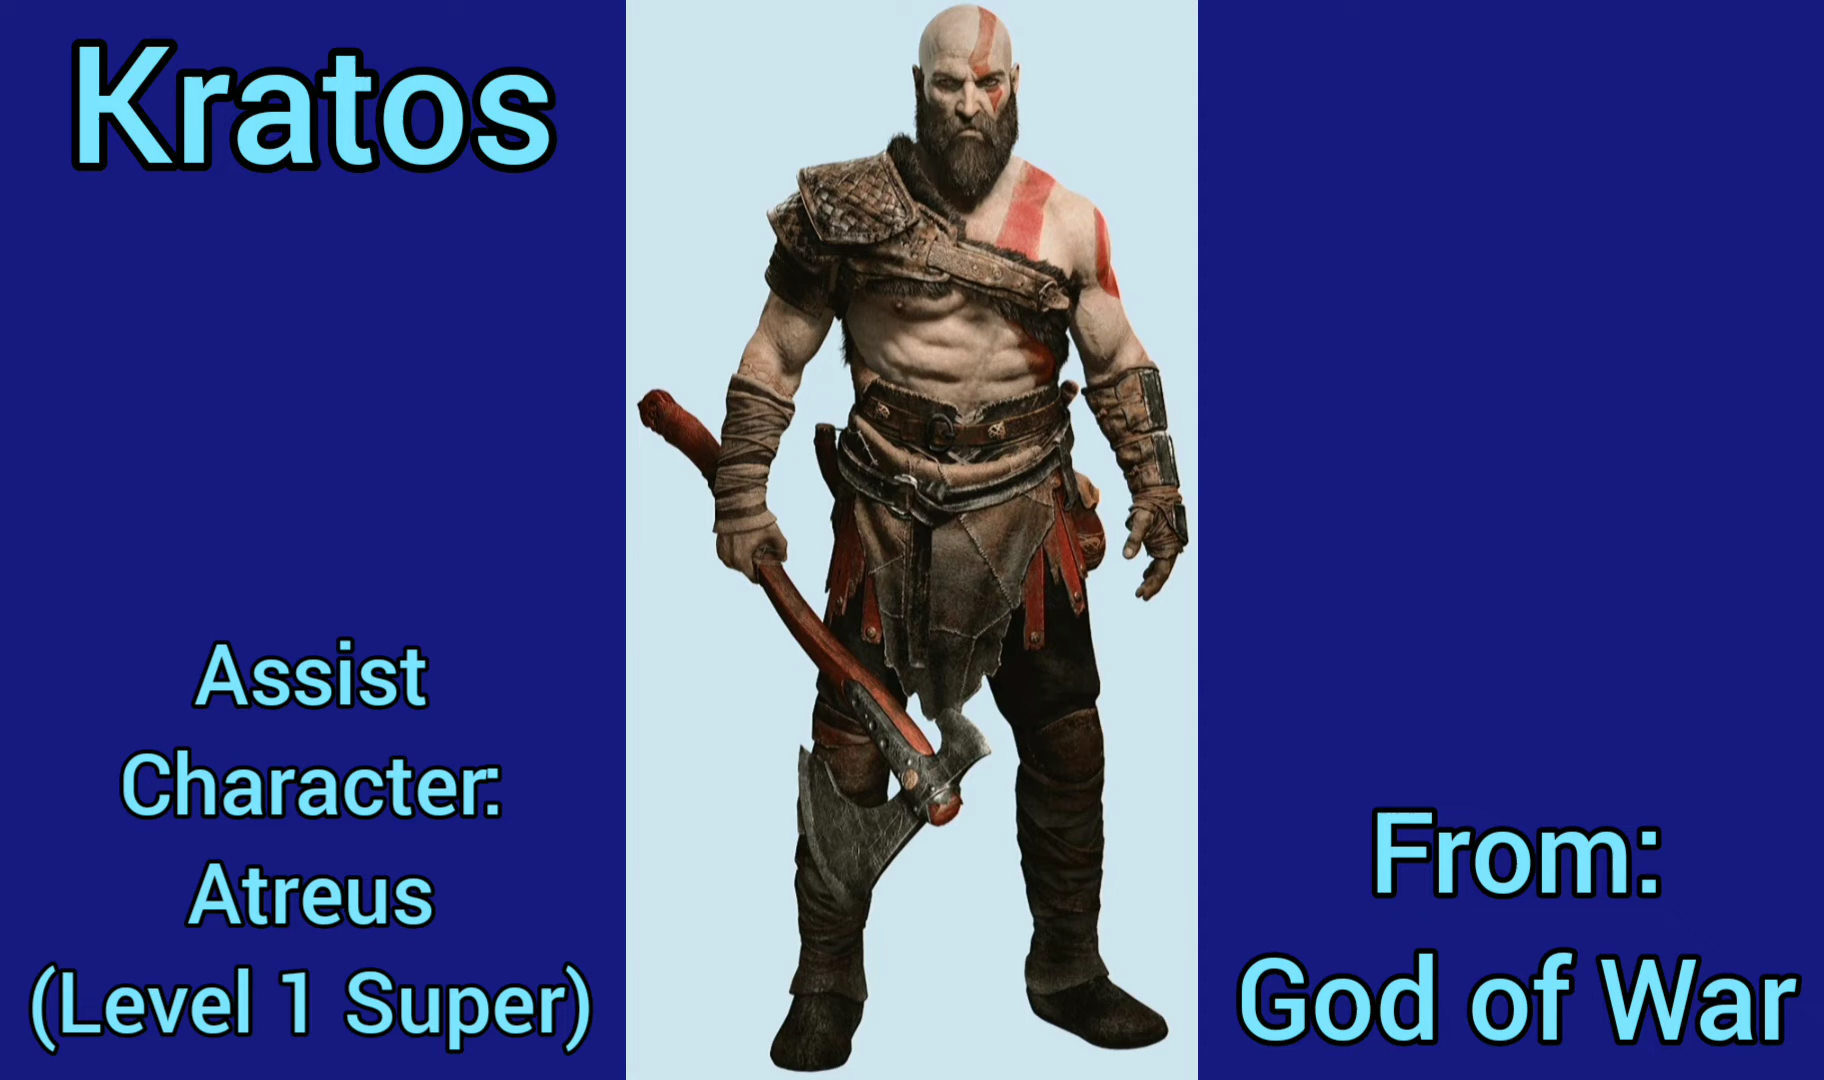 Kratos
Assist
Character:
Atreus
(Level 1 Super)
From:
God of War